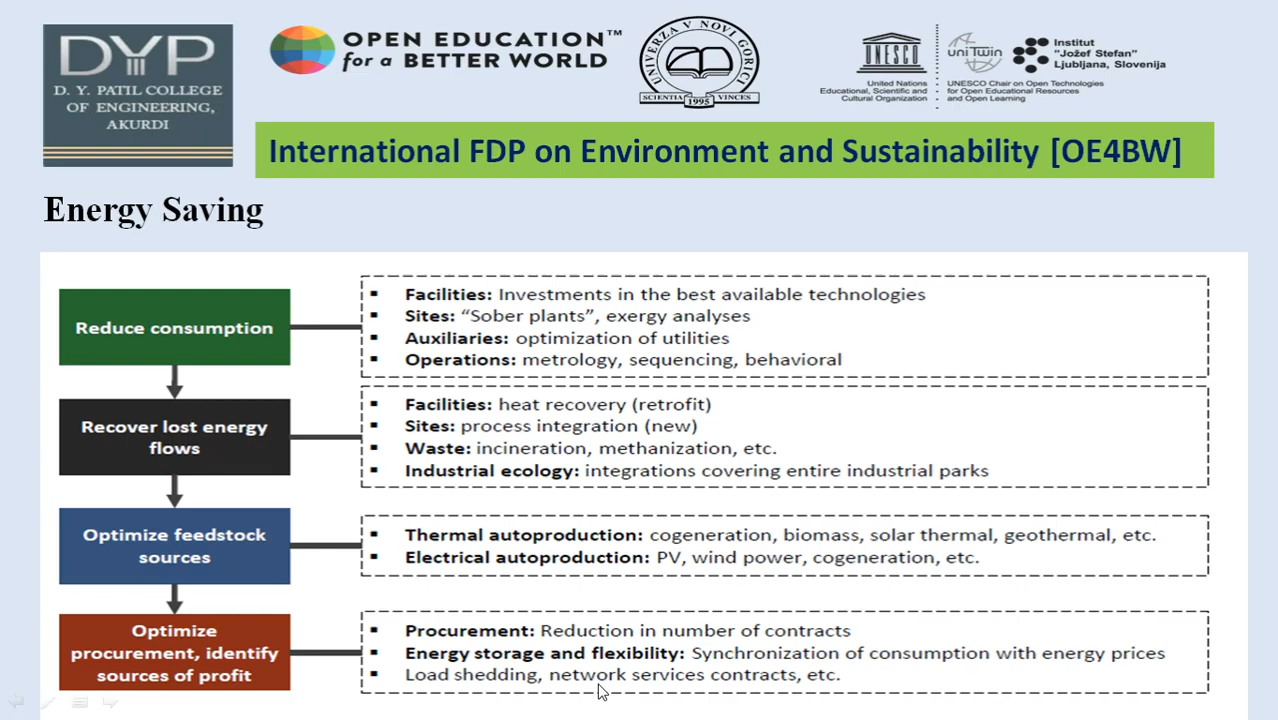 DYP
D. Y. PATIL COLLEGE
OF ENGINEERING,
AKURDI
OPEN EDUCATION™
for a BETTER WORLD
UNIVERZA V NOVI GORICI
SCIENTIA VINCES
1995
UNESCO
United Nations
Educational, Scientific and
Cultural Organization
uniTwin
Institut
"Jožef Stefan"
Ljubljana, Slovenija
UNESCO Chair on Open Technologies
for Open Educational Resources
and Open Learning
International FDP on Environment and Sustainability [OE4BW]
Energy Saving
Reduce consumption
▪ Facilities: Investments in the best available technologies
▪ Sites: “Sober plants”, exergy analyses
▪ Auxiliaries: optimization of utilities
▪ Operations: metrology, sequencing, behavioral
Recover lost energy
flows
▪ Facilities: heat recovery (retrofit)
▪ Sites: process integration (new)
▪ Waste: incineration, methanization, etc.
▪ Industrial ecology: integrations covering entire industrial parks
Optimize feedstock
sources
▪ Thermal autoproduction: cogeneration, biomass, solar thermal, geothermal, etc.
▪ Electrical autoproduction: PV, wind power, cogeneration, etc.
Optimize
procurement, identify
sources of profit
▪ Procurement: Reduction in number of contracts
▪ Energy storage and flexibility: Synchronization of consumption with energy prices
▪ Load shedding, network services contracts, etc.